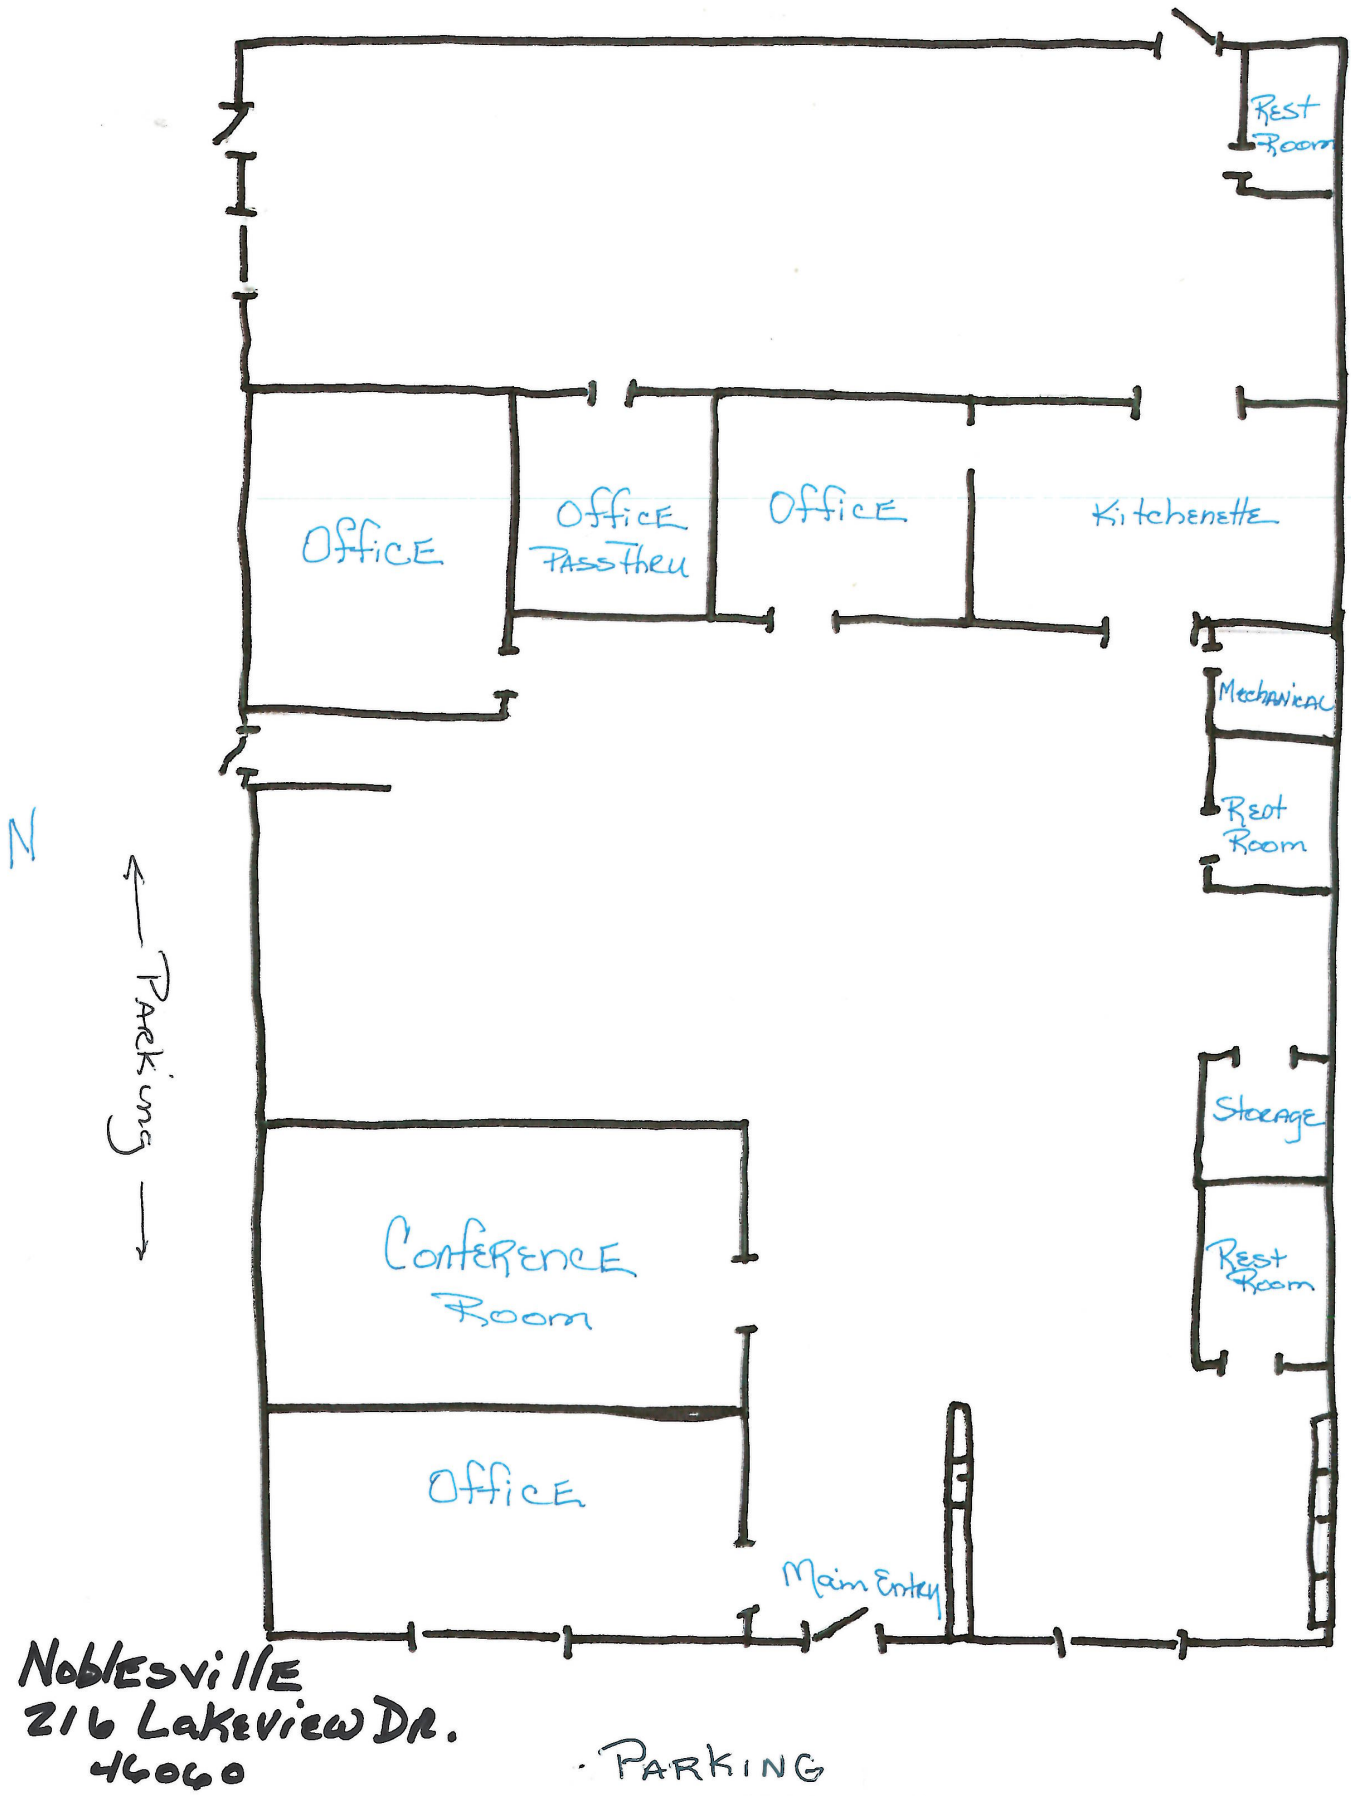 Rest
Room
Office
Office
Pass Thru
Office
Kitchenette
Mechanical
Rest
Room
N
← Parking →
Storage
Conference
Room
Rest
Room
Office
Main Entry
Noblesville
216 Lakeview Dr.
46060
Parking